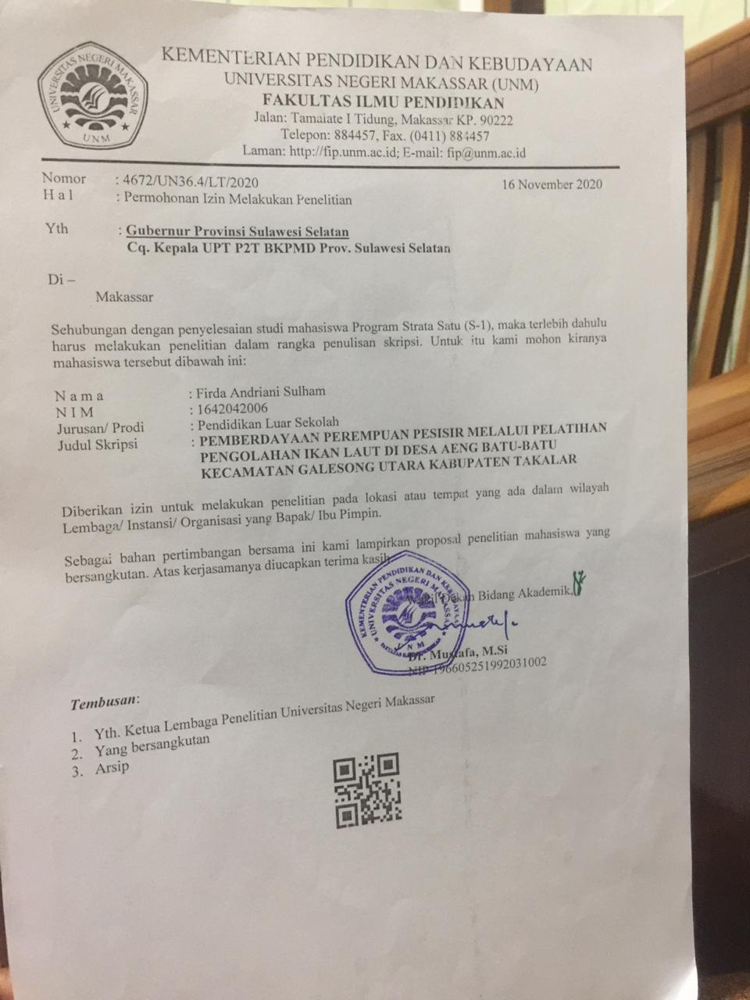 UNIVERSITAS NEGERI MAKASSAR
UNM
KEMENTERIAN PENDIDIKAN DAN KEBUDAYAAN
UNIVERSITAS NEGERI MAKASSAR (UNM)
FAKULTAS ILMU PENDIDIKAN
Jalan: Tamalate I Tidung, Makassar KP. 90222
Telepon: 884457, Fax. (0411) 884457
Laman: http://fip.unm.ac.id; E-mail: fip@unm.ac.id
Nomor : 4672/UN36.4/LT/2020 16 November 2020
H a l : Permohonan Izin Melakukan Penelitian
Yth : Gubernur Provinsi Sulawesi Selatan
Cq. Kepala UPT P2T BKPMD Prov. Sulawesi Selatan
Di –
Makassar
Sehubungan dengan penyelesaian studi mahasiswa Program Strata Satu (S-1), maka terlebih dahulu
harus melakukan penelitian dalam rangka penulisan skripsi. Untuk itu kami mohon kiranya
mahasiswa tersebut dibawah ini:
N a m a : Firda Andriani Sulham
N I M : 1642042006
Jurusan/ Prodi : Pendidikan Luar Sekolah
Judul Skripsi : PEMBERDAYAAN PEREMPUAN PESISIR MELALUI PELATIHAN
PENGOLAHAN IKAN LAUT DI DESA AENG BATU-BATU
KECAMATAN GALESONG UTARA KABUPATEN TAKALAR
Diberikan izin untuk melakukan penelitian pada lokasi atau tempat yang ada dalam wilayah
Lembaga/ Instansi/ Organisasi yang Bapak/ Ibu Pimpin.
Sebagai bahan pertimbangan bersama ini kami lampirkan proposal penelitian mahasiswa yang
bersangkutan. Atas kerjasamanya diucapkan terima kasih.
Wakil Dekan Bidang Akademik,
KEMENTERIAN PENDIDIKAN DAN KEBUDAYAAN
UNIVERSITAS NEGERI MAKASSAR
UNM
Dr. Mustafa, M.Si
NIP 196605251992031002
Tembusan:
1. Yth. Ketua Lembaga Penelitian Universitas Negeri Makassar
2. Yang bersangkutan
3. Arsip